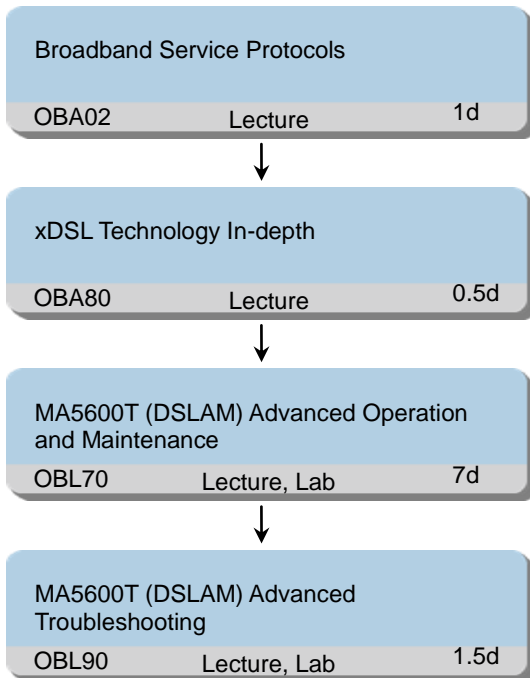 Broadband Service Protocols
OBA02 Lecture 1d
xDSL Technology In-depth
OBA80 Lecture 0.5d
MA5600T (DSLAM) Advanced Operation
and Maintenance
OBL70 Lecture, Lab 7d
MA5600T (DSLAM) Advanced
Troubleshooting
OBL90 Lecture, Lab 1.5d